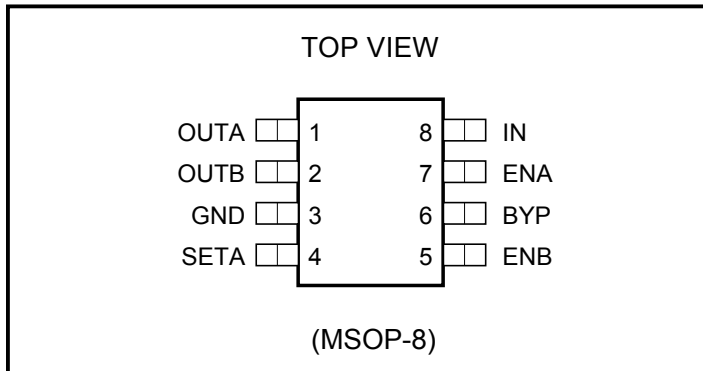 TOP VIEW
OUTA 1 8 IN
OUTB 2 7 ENA
GND 3 6 BYP
SETA 4 5 ENB
(MSOP-8)